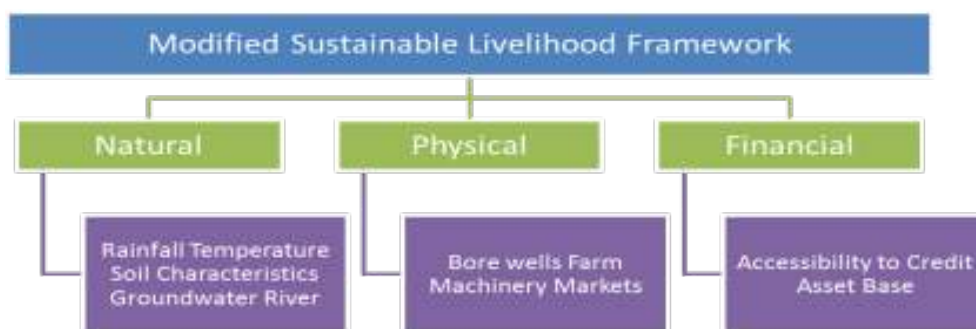 Modified Sustainable Livelihood Framework
Natural
Physical
Financial
Rainfall Temperature
Soil Characteristics
Groundwater River
Bore wells Farm
Machinery Markets
Accessibility to Credit
Asset Base